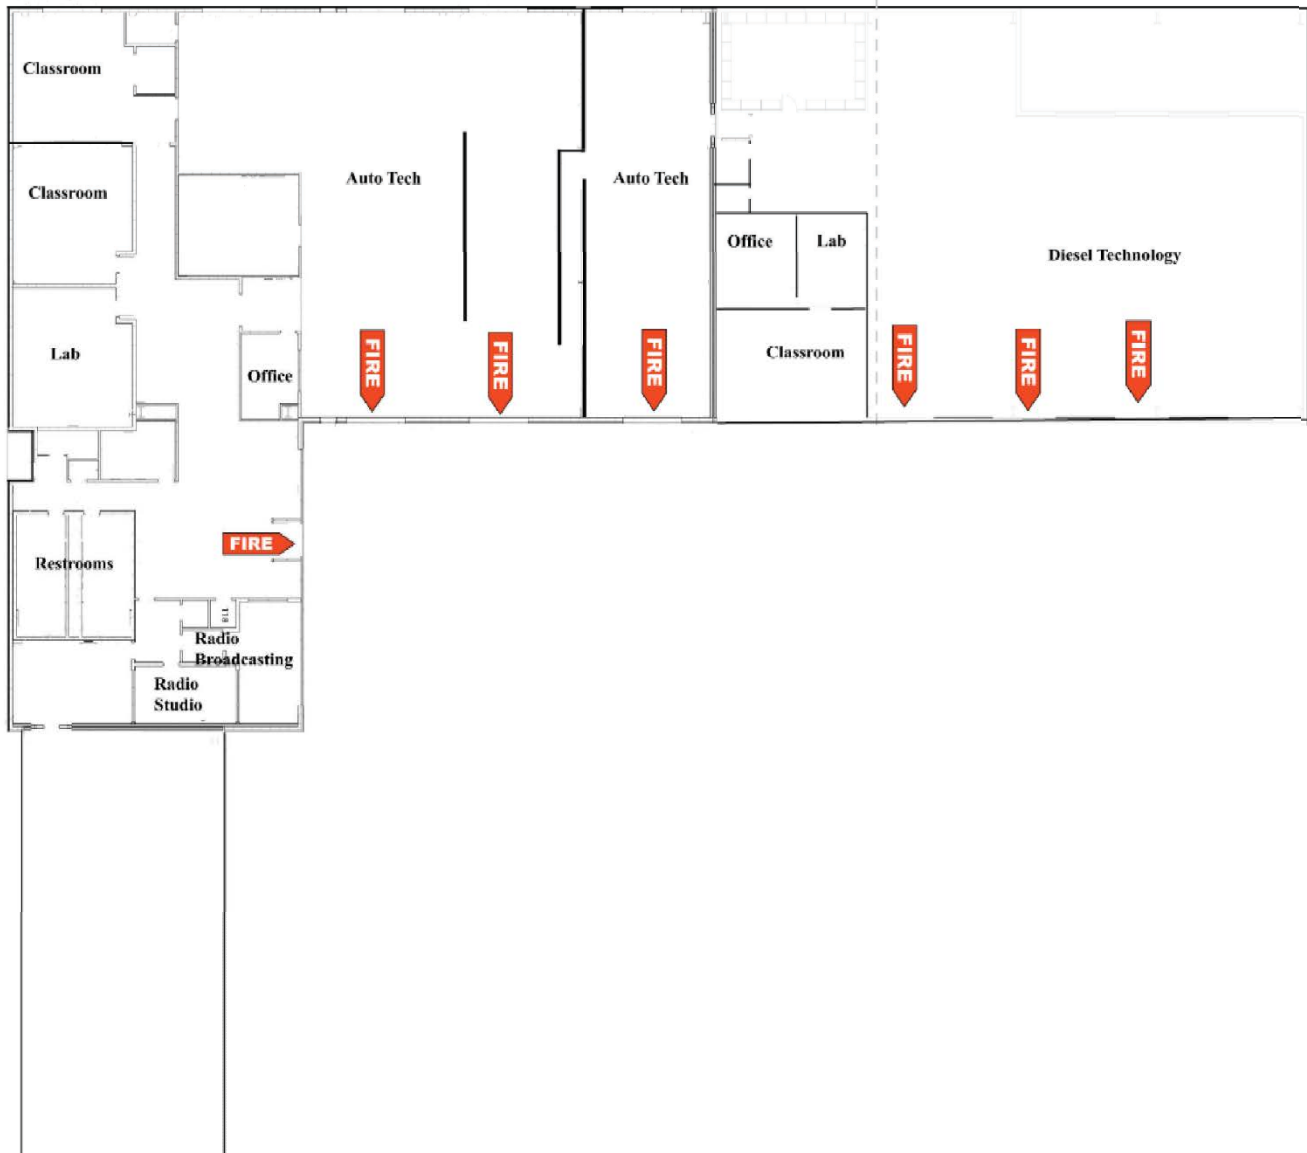 Classroom
Classroom
Auto Tech
Auto Tech
Office
Lab
Diesel Technology
Lab
Office
Classroom
FIRE
FIRE
FIRE
FIRE
FIRE
FIRE
FIRE
Restrooms
118
Radio
Broadcasting
Radio
Studio